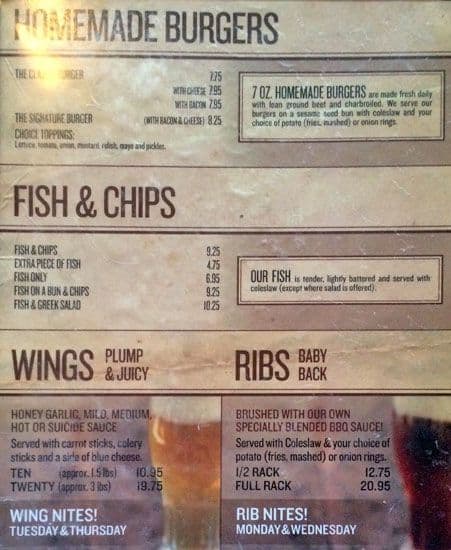 HOMEMADE BURGERS
THE CLASSIC BURGER 7.75
WITH CHEESE 7.95
WITH BACON 7.95
THE SIGNATURE BURGER (WITH BACON & CHEESE) 8.25
CHOICE TOPPINGS:
Lettuce, tomato, onion, mustard, relish, mayo and pickles.
7 OZ. HOMEMADE BURGERS are made fresh daily
with lean ground beef and charbroiled. We serve our
burgers on a sesame seed bun with coleslaw and your
choice of potato (fries, mashed) or onion rings.
FISH & CHIPS
FISH & CHIPS 9.25
EXTRA PIECE OF FISH 4.75
FISH ONLY 6.95
FISH ON A BUN & CHIPS 9.25
FISH & GREEK SALAD 10.25
OUR FISH is tender, lightly battered and served with
coleslaw (except where salad is offered).
WINGS PLUMP
& JUICY
HONEY GARLIC, MILD, MEDIUM,
HOT OR SUICIDE SAUCE
Served with carrot sticks, celery
sticks and a side of blue cheese.
TEN (approx. 1.5 lbs) 10.95
TWENTY (approx. 3 lbs) 19.75
WING NITES!
TUESDAY & THURSDAY
RIBS BABY
BACK
BRUSHED WITH OUR OWN
SPECIALLY BLENDED BBQ SAUCE!
Served with Coleslaw & your choice of
potato (fries, mashed) or onion rings.
1/2 RACK 12.75
FULL RACK 20.95
RIB NITES!
MONDAY & WEDNESDAY